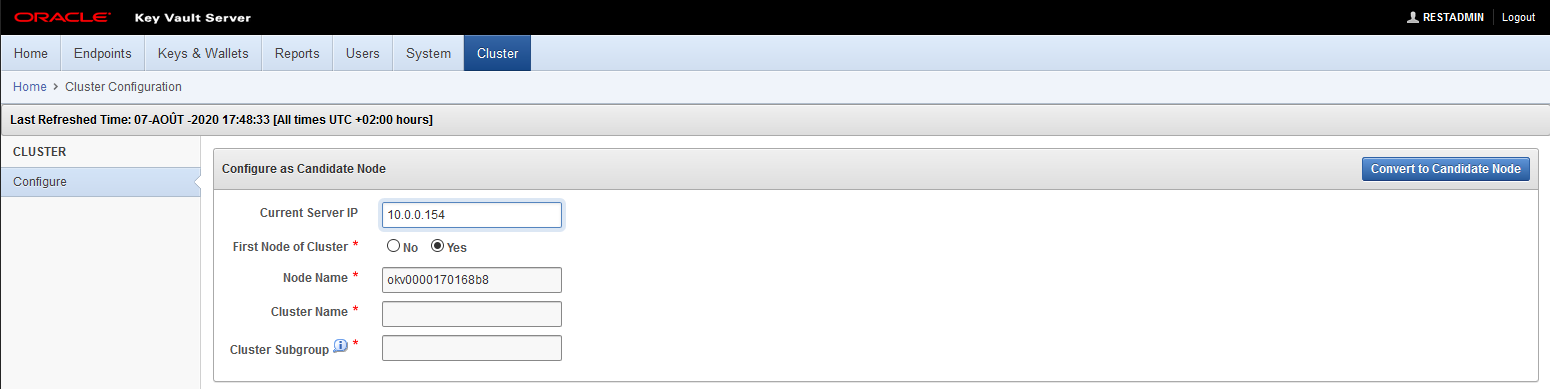 ORACLE Key Vault Server RESTADMIN Logout
Home Endpoints Keys & Wallets Reports Users System Cluster
Home > Cluster Configuration
Last Refreshed Time: 07-AOÛT -2020 17:48:33 [All times UTC +02:00 hours]
CLUSTER
Configure
Configure as Candidate Node Convert to Candidate Node
Current Server IP 10.0.0.154
First Node of Cluster * No Yes
Node Name * okv0000170168b8
Cluster Name *
Cluster Subgroup *